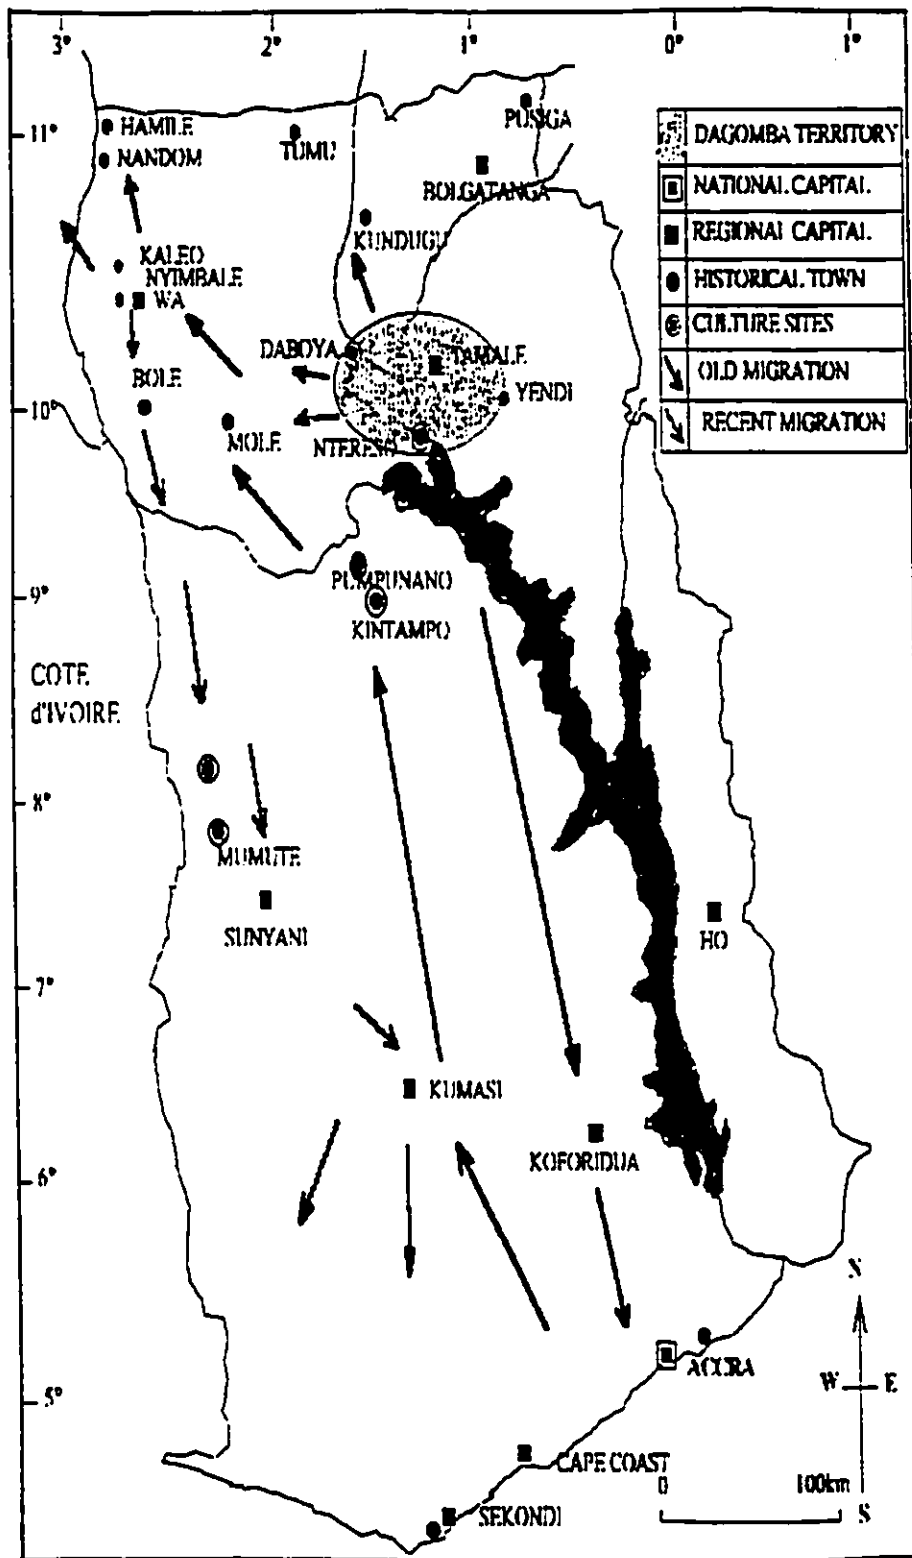 3° 2° 1° 0° 1°
11°
HAMILE
NANDOM
TUMU
PUSIGA
BOLGATANGA
KUNDUGU
KALEO
NYIMBALE
WA
BOLE
DABOYA
TAMALE
YENDI
10°
MOLE
NTERESO
DAGOMBA TERRITORY
NATIONAL CAPITAL
REGIONAL CAPITAL
HISTORICAL TOWN
CULTURE SITES
OLD MIGRATION
RECENT MIGRATION
PUMPUNANO
9°
KINTAMPO
COTE
d'IVOIRE
8°
MUMUTE
SUNYANI
HO
7°
KUMASI
KOFORIDUA
6°
N
ACCRA
W E
5°
CAPE COAST
0 100km
SEKONDI
S